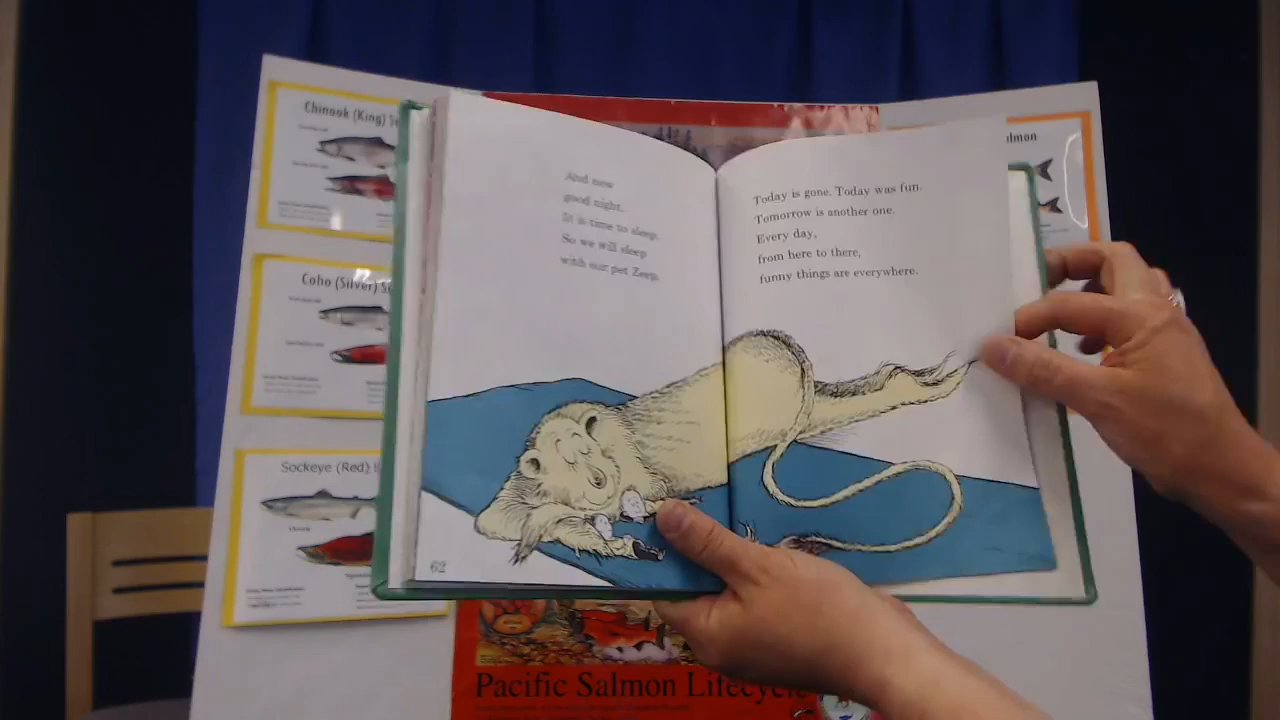 Chinook (King)
Coho (Silver)
Sockeye (Red)
And now
good night.
It is time to sleep.
So we will sleep
with our pet Zeep.
62
Today is gone. Today was fun.
Tomorrow is another one.
Every day,
from here to there,
funny things are everywhere.
Pacific Salmon Lifecycle